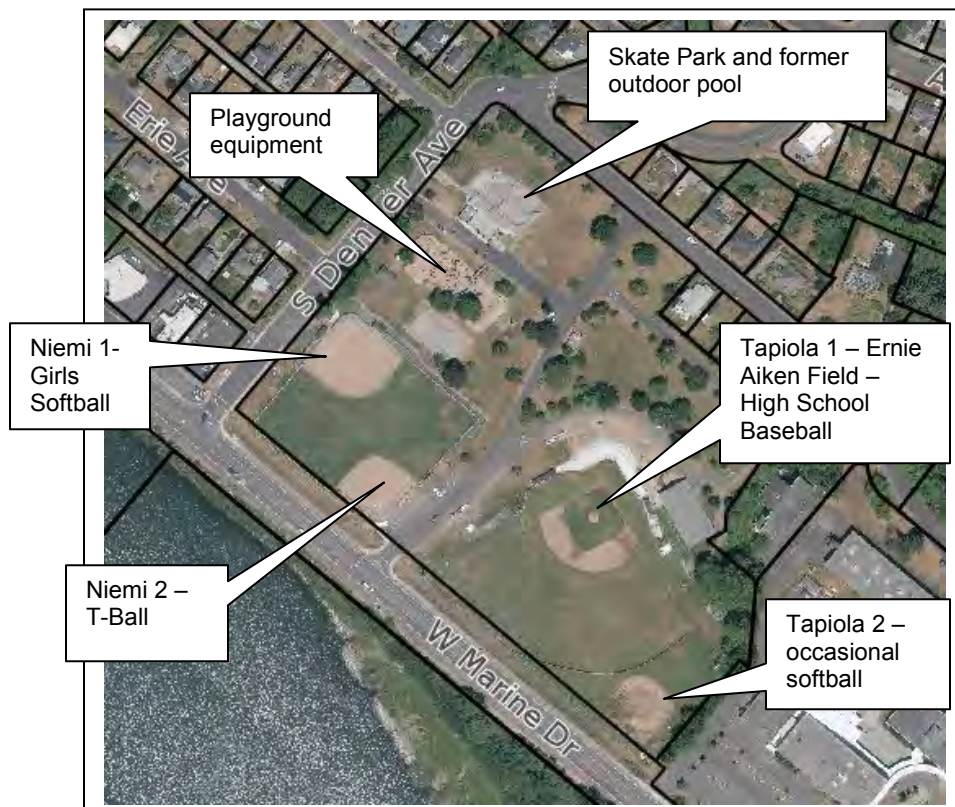 Skate Park and former
outdoor pool
Playground
equipment
Erie A
e
S Denver Ave
A
Niemi 1-
Girls
Softball
Tapiola 1 – Ernie
Aiken Field –
High School
Baseball
Niemi 2 –
T-Ball
W Marine Dr
Tapiola 2 –
occasional
softball